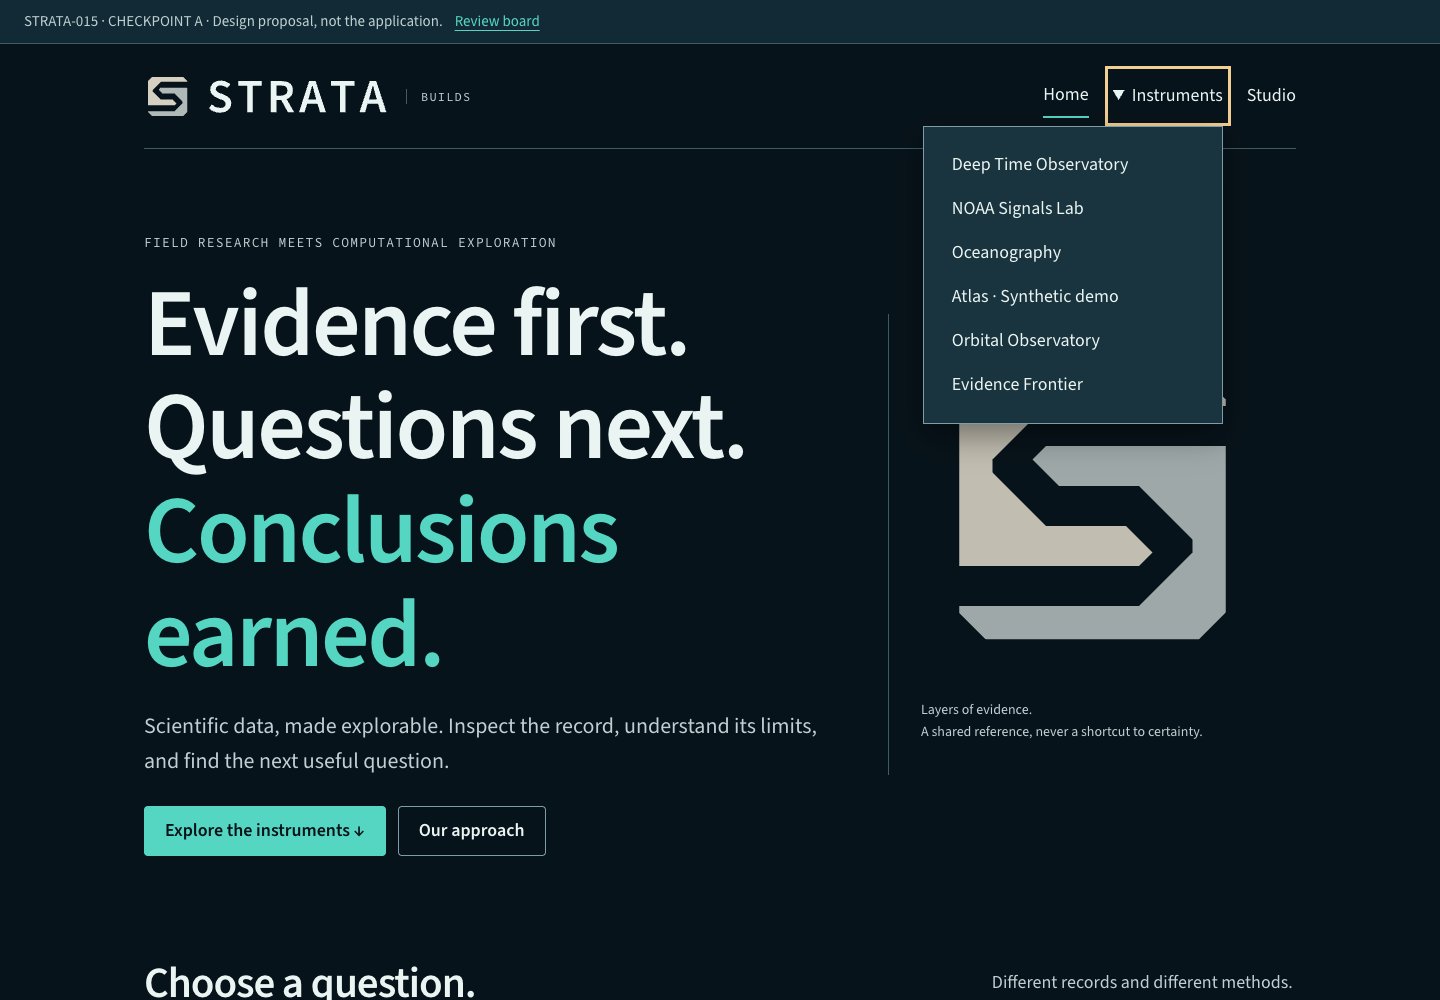 STRATA-015 · CHECKPOINT A · Design proposal, not the application. Review board
STRATA BUILDS
Home ▼ Instruments Studio
Deep Time Observatory
NOAA Signals Lab
Oceanography
Atlas · Synthetic demo
Orbital Observatory
Evidence Frontier
FIELD RESEARCH MEETS COMPUTATIONAL EXPLORATION
Evidence first.
Questions next.
Conclusions
earned.
Scientific data, made explorable. Inspect the record, understand its limits,
and find the next useful question.
Explore the instruments ↓ Our approach
Layers of evidence.
A shared reference, never a shortcut to certainty.
Choose a question.
Different records and different methods.